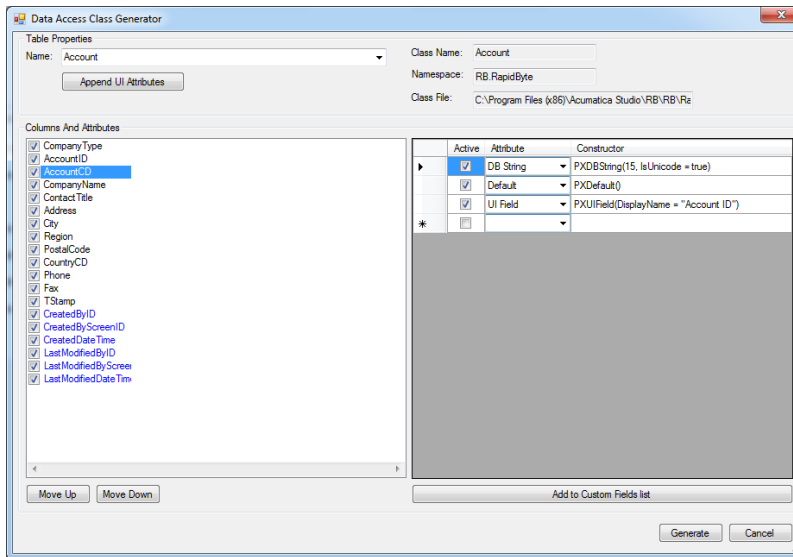 Data Access Class Generator
Table Properties
Name: Account
Append UI Attributes
Class Name: Account
Namespace: RB.RapidByte
Class File: C:\Program Files (x86)\Acumatica Studio\RB\RB\Ra
Columns And Attributes
CompanyType
AccountID
AccountCD
CompanyName
ContactTitle
Address
City
Region
PostalCode
CountryCD
Phone
Fax
TStamp
CreatedByID
CreatedByScreenID
CreatedDateTime
LastModifiedByID
LastModifiedByScreen
LastModifiedDateTim
Active Attribute Constructor
DB String PXDBString(15, IsUnicode = true)
Default PXDefault()
UI Field PXUIField(DisplayName = "Account ID")
Move Up Move Down
Add to Custom Fields list
Generate Cancel